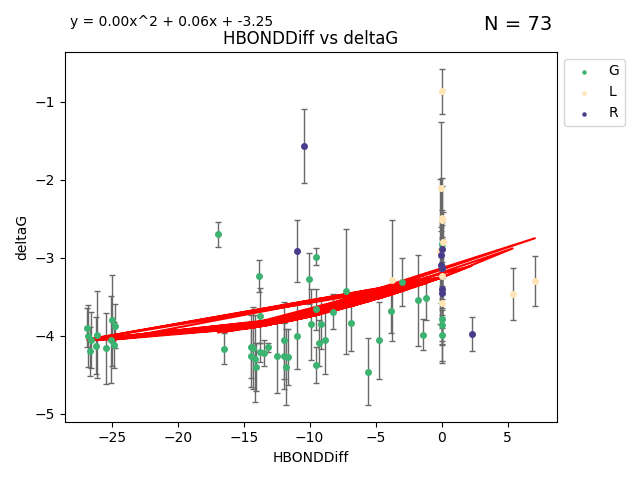 y = 0.00x^2 + 0.06x + -3.25
N = 73
HBONDDiff vs deltaG
G
L
R
deltaG
−1
−2
−3
−4
−5
−25
−20
−15
−10
−5
0
5
HBONDDiff